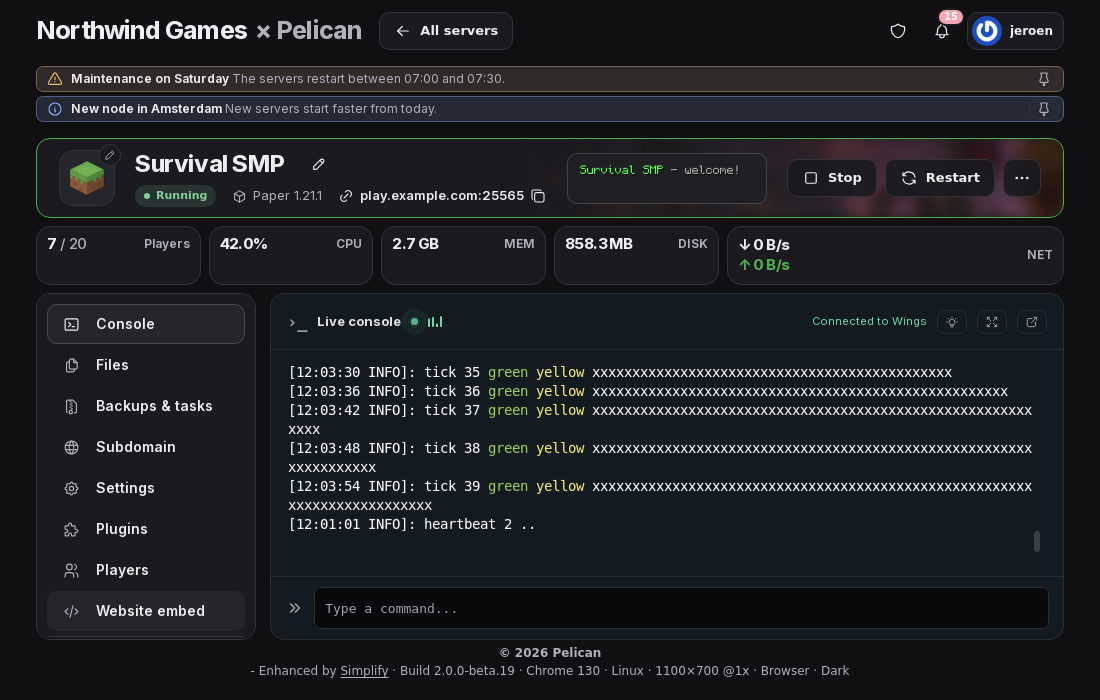 Northwind Games × Pelican
All servers
15
jeroen
Maintenance on Saturday The servers restart between 07:00 and 07:30.
New node in Amsterdam New servers start faster from today.
Survival SMP
Running
Paper 1.21.1
play.example.com:25565
Survival SMP – welcome!
Stop
Restart
7 / 20 Players
42.0% CPU
2.7 GB MEM
858.3 MB DISK
↓ 0 B/s
↑ 0 B/s
NET
Console
Files
Backups & tasks
Subdomain
Settings
Plugins
Players
Website embed
Live console
Connected to Wings
[12:03:30 INFO]: tick 35 green yellow xxxxxxxxxxxxxxxxxxxxxxxxxxxxxxxxxxxxxxxxxxxxx
[12:03:36 INFO]: tick 36 green yellow xxxxxxxxxxxxxxxxxxxxxxxxxxxxxxxxxxxxxxxxxxxxxxxxxxxx
[12:03:42 INFO]: tick 37 green yellow xxxxxxxxxxxxxxxxxxxxxxxxxxxxxxxxxxxxxxxxxxxxxxxxxxxxxxx
xxxx
[12:03:48 INFO]: tick 38 green yellow xxxxxxxxxxxxxxxxxxxxxxxxxxxxxxxxxxxxxxxxxxxxxxxxxxxxxxx
xxxxxxxxxxx
[12:03:54 INFO]: tick 39 green yellow xxxxxxxxxxxxxxxxxxxxxxxxxxxxxxxxxxxxxxxxxxxxxxxxxxxxxxx
xxxxxxxxxxxxxxxxxx
[12:01:01 INFO]: heartbeat 2 ..
Type a command...
© 2026 Pelican
- Enhanced by Simplify · Build 2.0.0-beta.19 · Chrome 130 · Linux · 1100×700 @1x · Browser · Dark